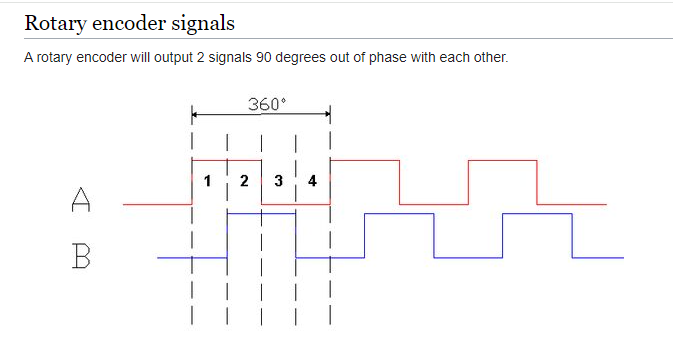 Rotary encoder signals
A rotary encoder will output 2 signals 90 degrees out of phase with each other.
360°
1 2 3 4
A
B